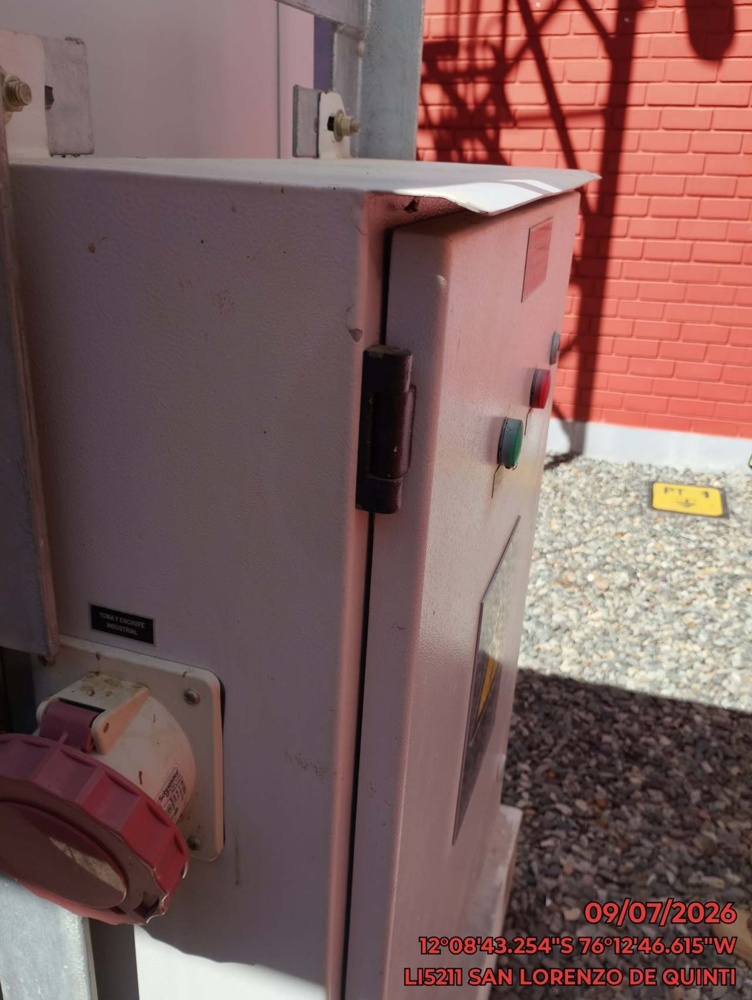 TOMA Y ENCHUFE
INDUSTRIAL
Schneider
PT 1
09/07/2026
12°08'43.254"S 76°12'46.615"W
LI5211 SAN LORENZO DE QUINTI